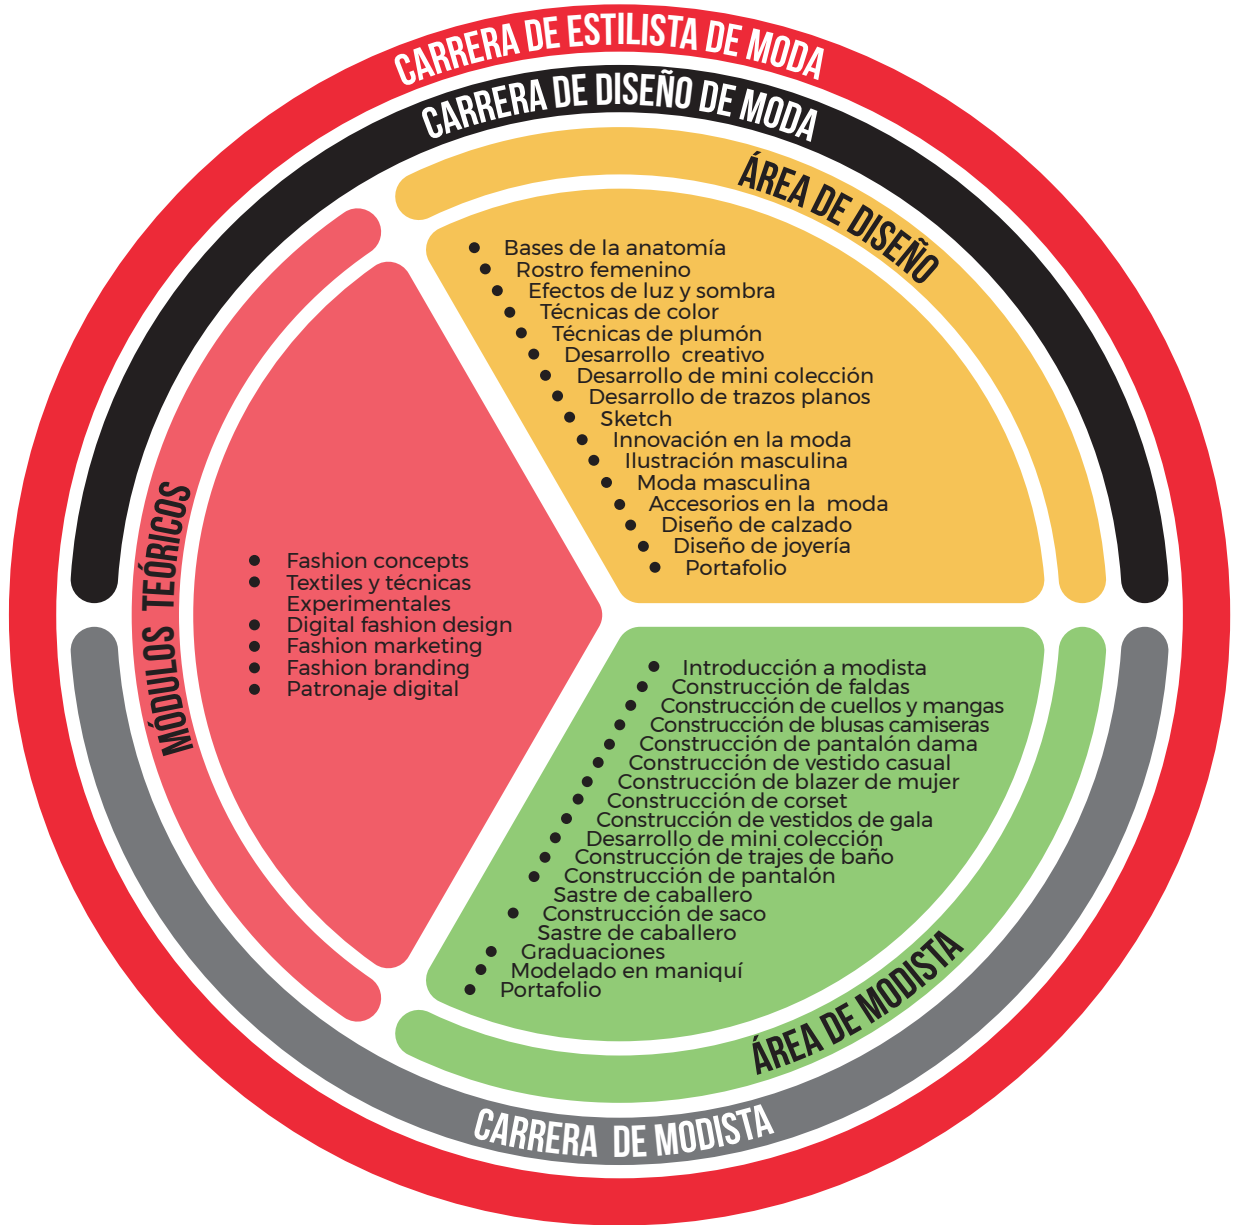 CARRERA DE ESTILISTA DE MODA
CARRERA DE DISEÑO DE MODA
ÁREA DE DISEÑO
• Bases de la anatomía
• Rostro femenino
• Efectos de luz y sombra
• Técnicas de color
• Técnicas de plumón
• Desarrollo creativo
• Desarrollo de mini colección
• Desarrollo de trazos planos
• Sketch
• Innovación en la moda
• Ilustración masculina
• Moda masculina
• Accesorios en la moda
• Diseño de calzado
• Diseño de joyería
• Portafolio
MÓDULOS TEÓRICOS
• Fashion concepts
• Textiles y técnicas
Experimentales
• Digital fashion design
• Fashion marketing
• Fashion branding
• Patronaje digital
• Introducción a modista
• Construcción de faldas
• Construcción de cuellos y mangas
• Construcción de blusas camiseras
• Construcción de pantalón dama
• Construcción de vestido casual
• Construcción de blazer de mujer
• Construcción de corset
• Construcción de vestidos de gala
• Desarrollo de mini colección
• Construcción de trajes de baño
• Construcción de pantalón
Sastre de caballero
• Construcción de saco
Sastre de caballero
• Graduaciones
• Modelado en maniquí
• Portafolio
ÁREA DE MODISTA
CARRERA DE MODISTA